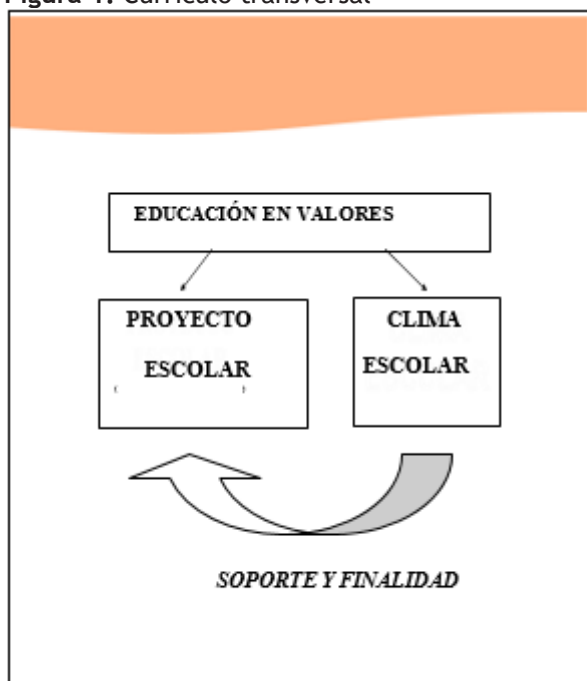 Figura 1. Currículo transversal
EDUCACIÓN EN VALORES
PROYECTO
ESCOLAR
CLIMA
ESCOLAR
SOPORTE Y FINALIDAD